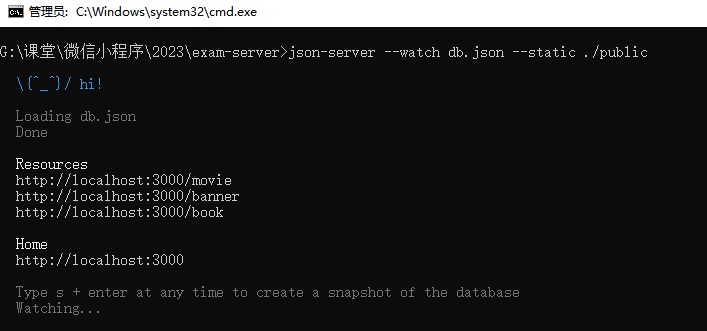 管理员: C:\Windows\system32\cmd.exe
G:\课堂\微信小程序\2023\exam-server>json-server --watch db.json --static ./public
\{^_^}/ hi!
Loading db.json
Done
Resources
http://localhost:3000/movie
http://localhost:3000/banner
http://localhost:3000/book
Home
http://localhost:3000
Type s + enter at any time to create a snapshot of the database
Watching...